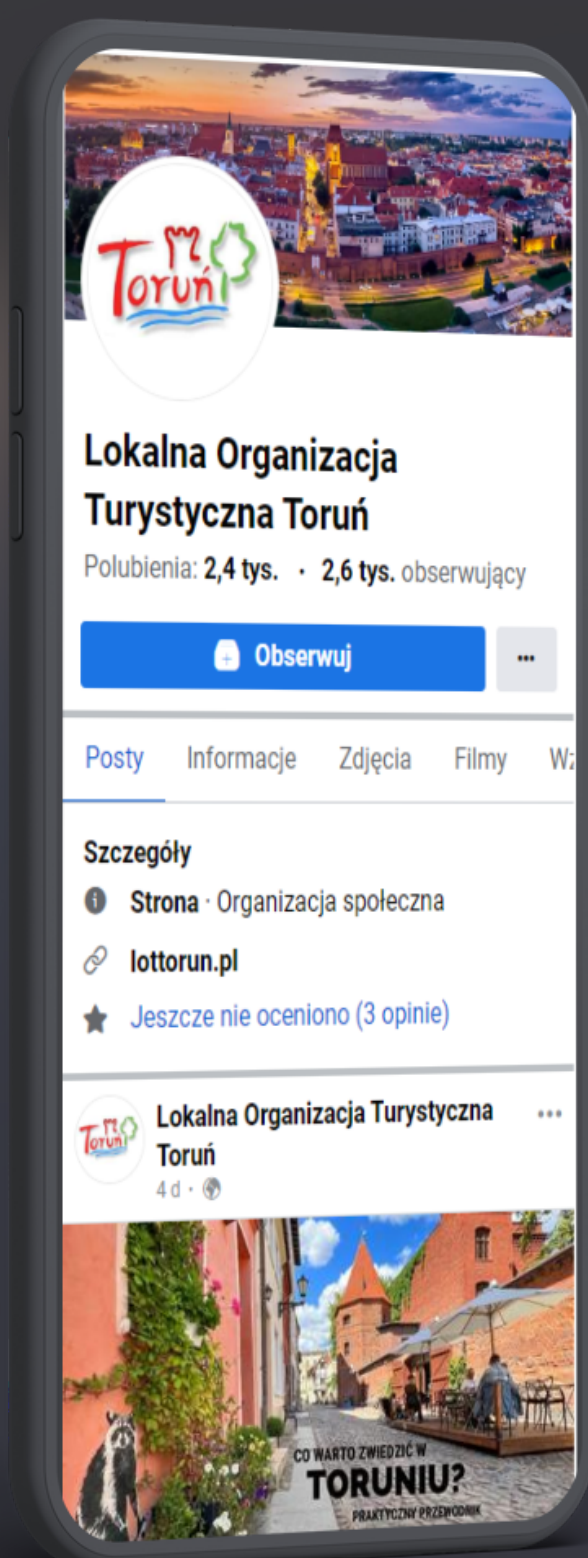 Toruń
Lokalna Organizacja
Turystyczna Toruń
Polubienia: 2,4 tys. · 2,6 tys. obserwujący
Obserwuj
Posty Informacje Zdjęcia Filmy Wz
Szczegóły
Strona · Organizacja społeczna
lottorun.pl
Jeszcze nie oceniono (3 opinie)
Toruń
Lokalna Organizacja Turystyczna
Toruń
4 d ·
CO WARTO ZWIEDZIĆ W
TORUNIU?
PRAKTYCZNY PRZEWODNIK